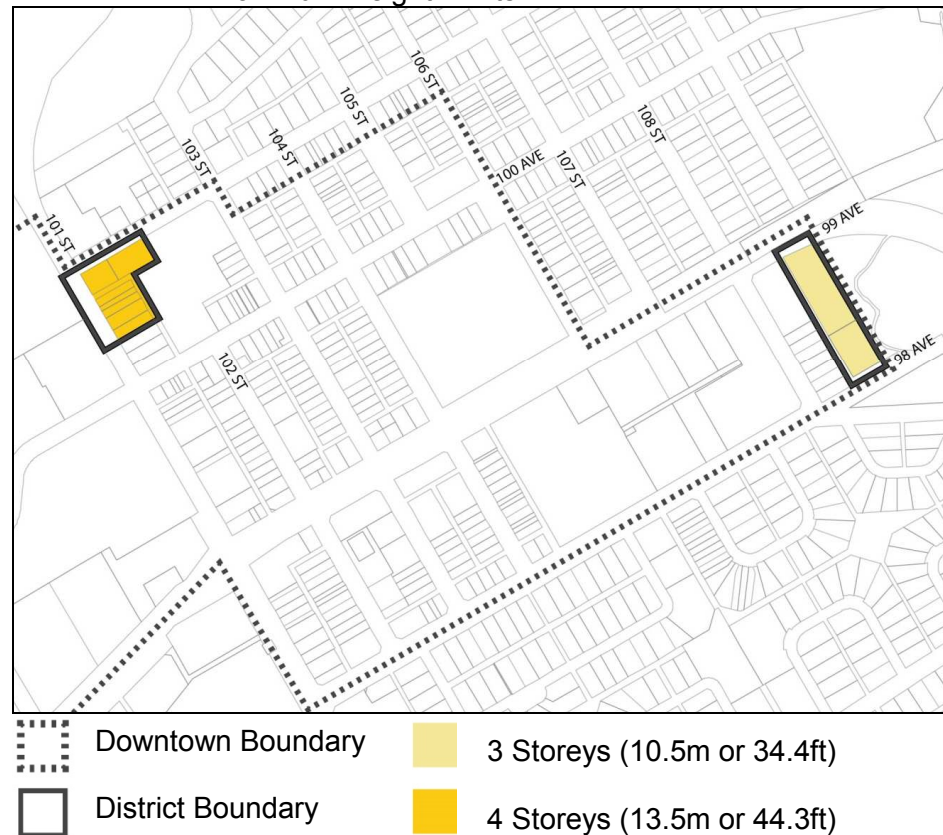 106 ST
105 ST
104 ST
103 ST
108 ST
100 AVE
107 ST
101 ST
99 AVE
102 ST
98 AVE
Downtown Boundary
3 Storeys (10.5m or 34.4ft)
District Boundary
4 Storeys (13.5m or 44.3ft)